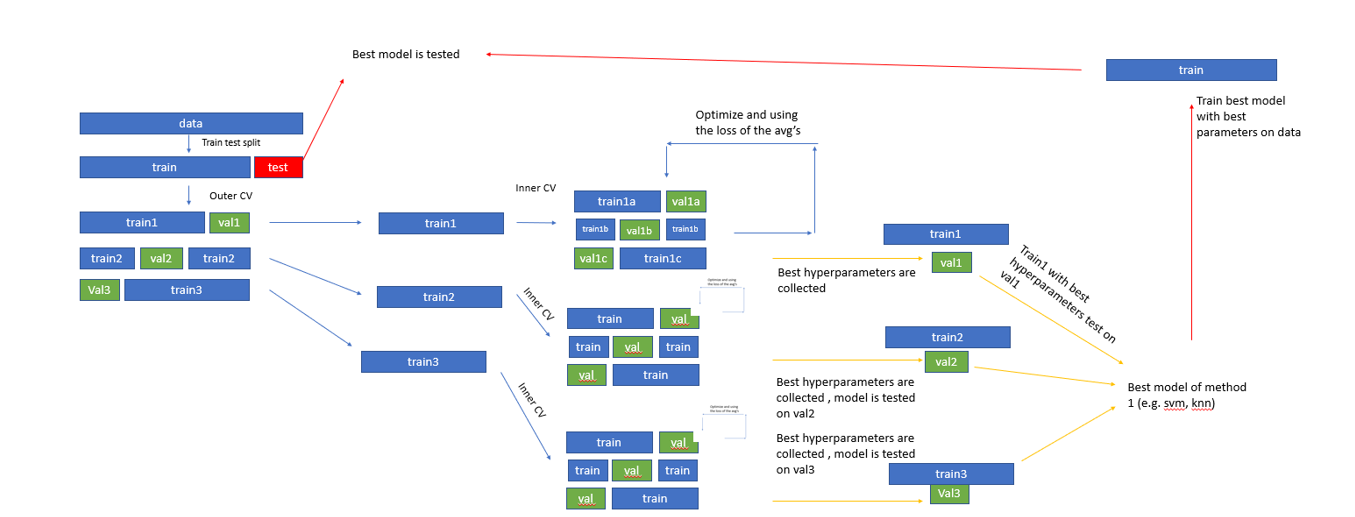 Best model is tested
train
Train best model
with best
parameters on data
data
Train test split
train
test
Outer CV
train1
val1
train2
val2
train2
Val3
train3
train1
train2
train3
Inner CV
Inner CV
Inner CV
Optimize and using
the loss of the avg's
train1a
val1a
train1b
val1b
train1b
val1c
train1c
Optimize and using
the loss of the avg's
train
val
train
val
train
val
train
Optimize and using
the loss of the avg's
train
val
train
val
train
val
train
Best hyperparameters are
collected
Best hyperparameters are
collected , model is tested
on val2
Best hyperparameters are
collected , model is tested
on val3
train1
val1
train2
val2
train3
Val3
Train1 with best
hyperparameters test on
val1
Best model of method
1 (e.g. svm, knn)